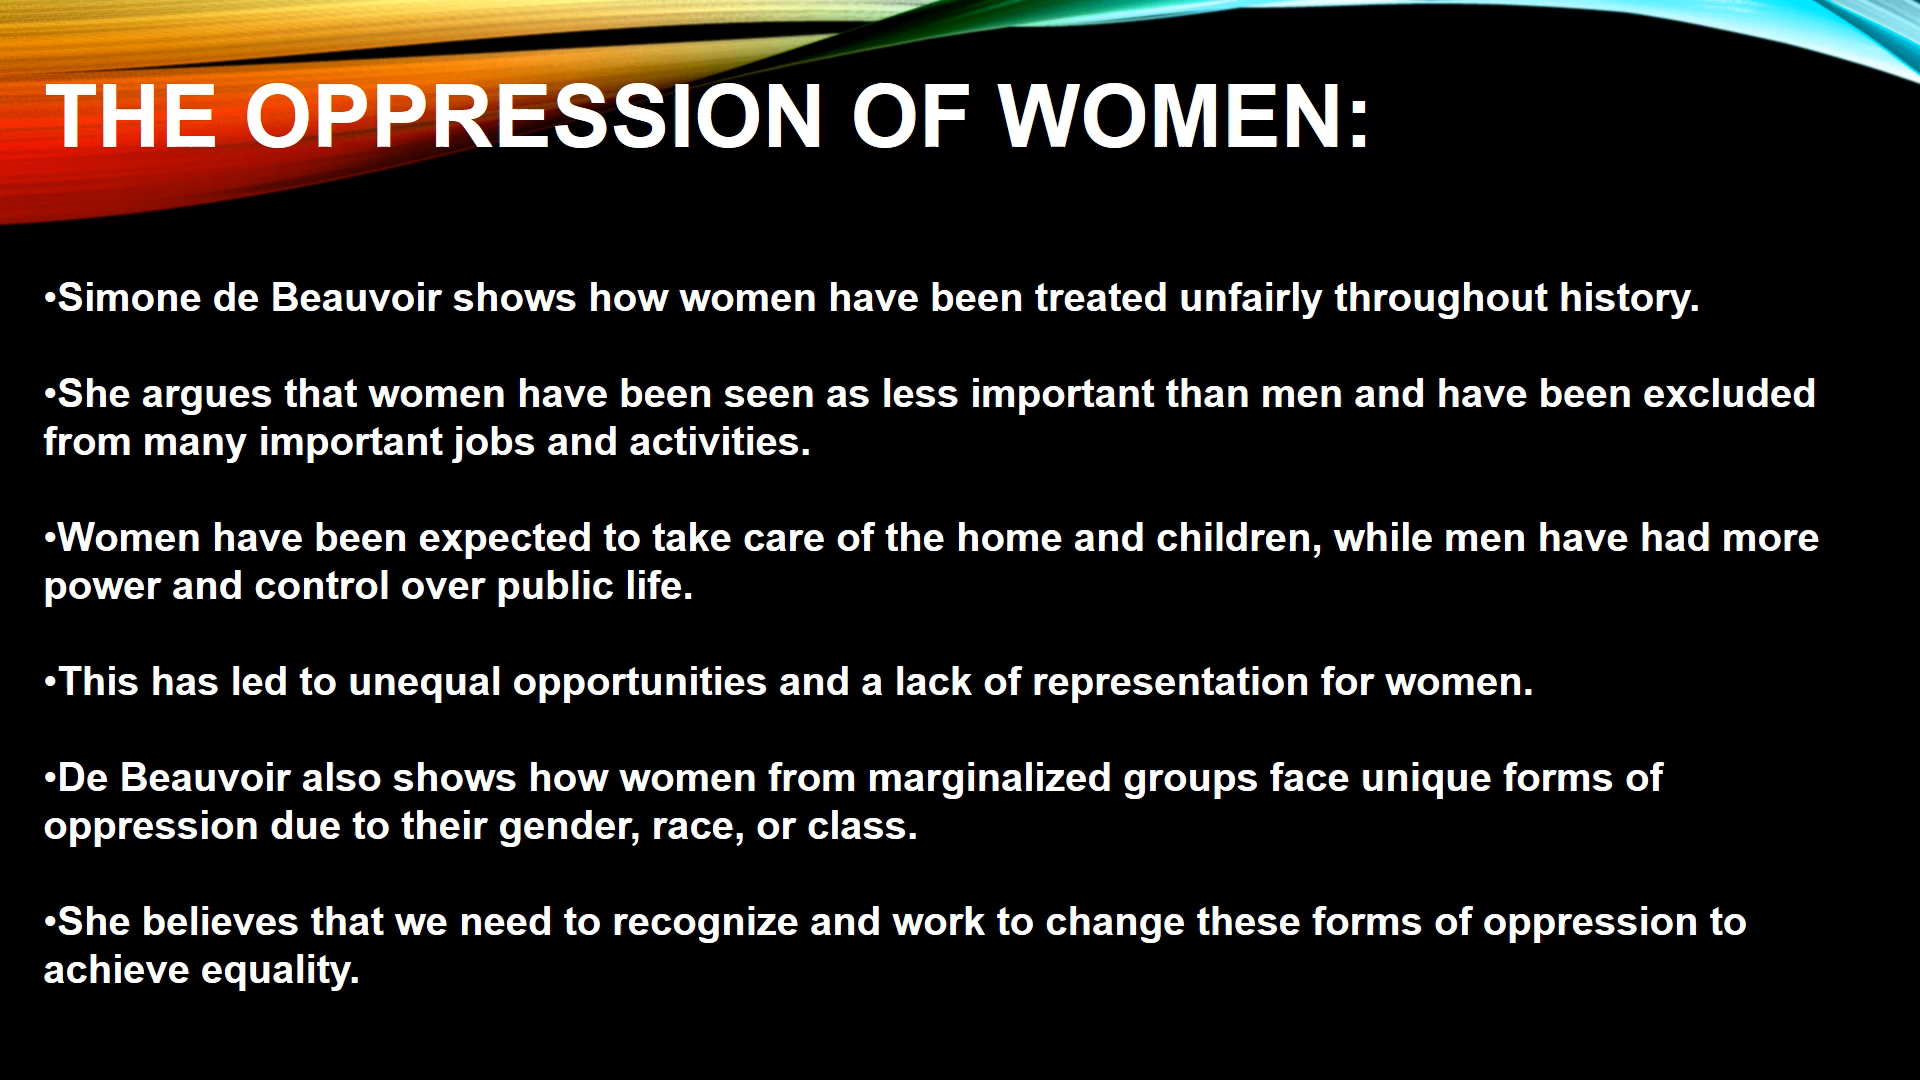 THE OPPRESSION OF WOMEN:
•Simone de Beauvoir shows how women have been treated unfairly throughout history.
•She argues that women have been seen as less important than men and have been excluded
from many important jobs and activities.
•Women have been expected to take care of the home and children, while men have had more
power and control over public life.
•This has led to unequal opportunities and a lack of representation for women.
•De Beauvoir also shows how women from marginalized groups face unique forms of
oppression due to their gender, race, or class.
•She believes that we need to recognize and work to change these forms of oppression to
achieve equality.